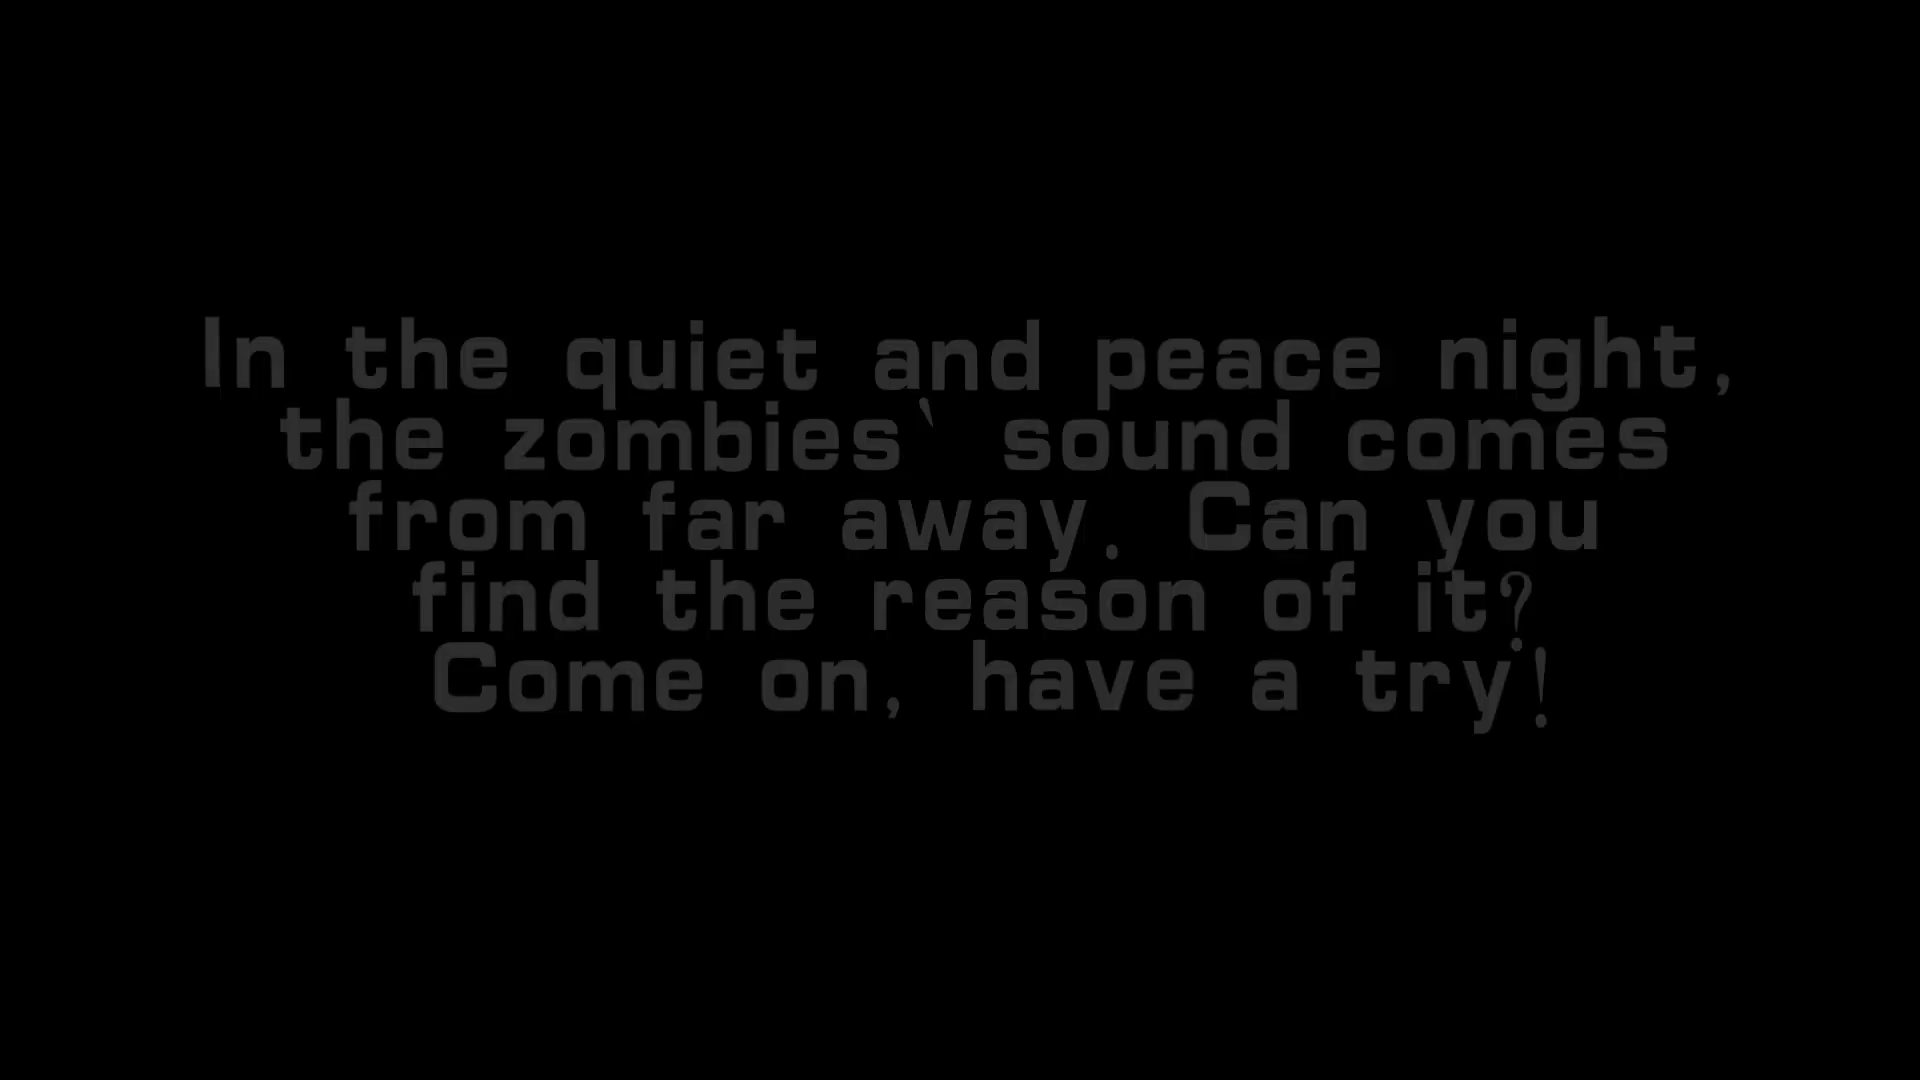 In the quiet and peace night,
the zombies` sound comes
from far away. Can you
find the reason of it?
Come on, have a try!